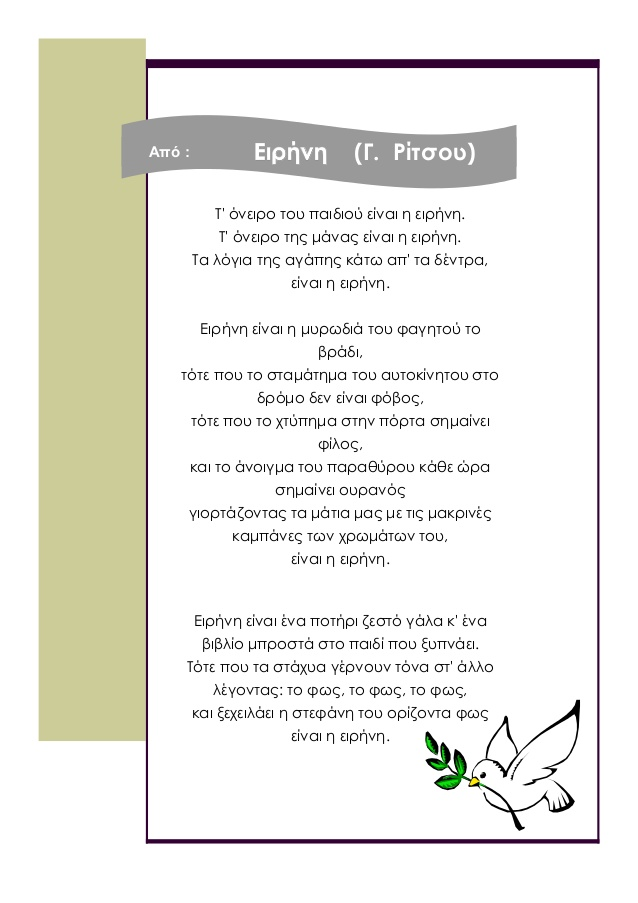 Από : Ειρήνη (Γ. Ρίτσου)
Τ' όνειρο του παιδιού είναι η ειρήνη.
Τ' όνειρο της μάνας είναι η ειρήνη.
Τα λόγια της αγάπης κάτω απ' τα δέντρα,
είναι η ειρήνη.
Ειρήνη είναι η μυρωδιά του φαγητού το
βράδι,
τότε που το σταμάτημα του αυτοκίνητου στο
δρόμο δεν είναι φόβος,
τότε που το χτύπημα στην πόρτα σημαίνει
φίλος,
και το άνοιγμα του παραθύρου κάθε ώρα
σημαίνει ουρανός
γιορτάζοντας τα μάτια μας με τις μακρινές
καμπάνες των χρωμάτων του,
είναι η ειρήνη.
Ειρήνη είναι ένα ποτήρι ζεστό γάλα κ' ένα
βιβλίο μπροστά στο παιδί που ξυπνάει.
Τότε που τα στάχυα γέρνουν τόνα στ' άλλο
λέγοντας: το φως, το φως, το φως,
και ξεχειλάει η στεφάνη του ορίζοντα φως
είναι η ειρήνη.